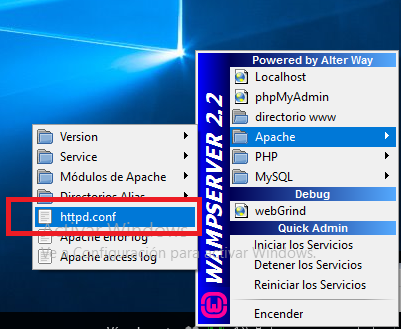 Powered by Alter Way
Localhost
phpMyAdmin
directorio www
Apache
PHP
MySQL
Debug
webGrind
Quick Admin
Iniciar los Servicios
Detener los Servicios
Reiniciar los Servicios
Encender
WAMPSERVER 2.2
Version
Service
Módulos de Apache
Directorios Alias
httpd.conf
Apache error log
Apache access log
Activar Windows
Ve a Configuración para activar Windows.